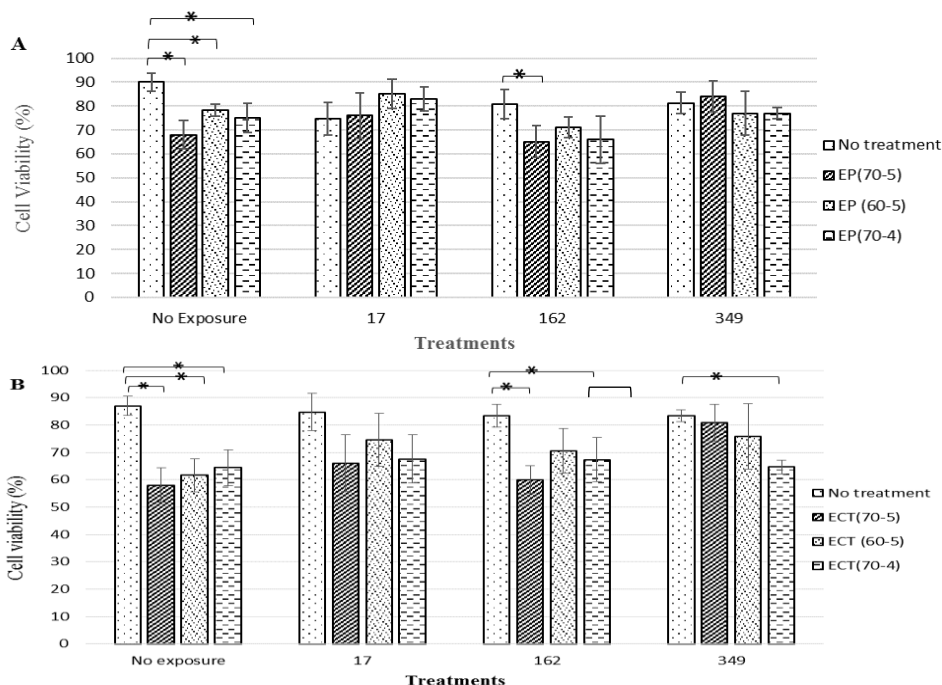 A
*
*
*
100
90
80
70
60
50
40
30
20
10
0
Cell Viability (%)
*
No treatment
EP(70-5)
EP (60-5)
EP(70-4)
No Exposure 17 162 349
Treatments
B
*
*
*
*
*
*
100
90
80
70
60
50
40
30
20
10
0
Cell viability (%)
No treatment
ECT(70-5)
ECT (60-5)
ECT(70-4)
No exposure 17 162 349
Treatments